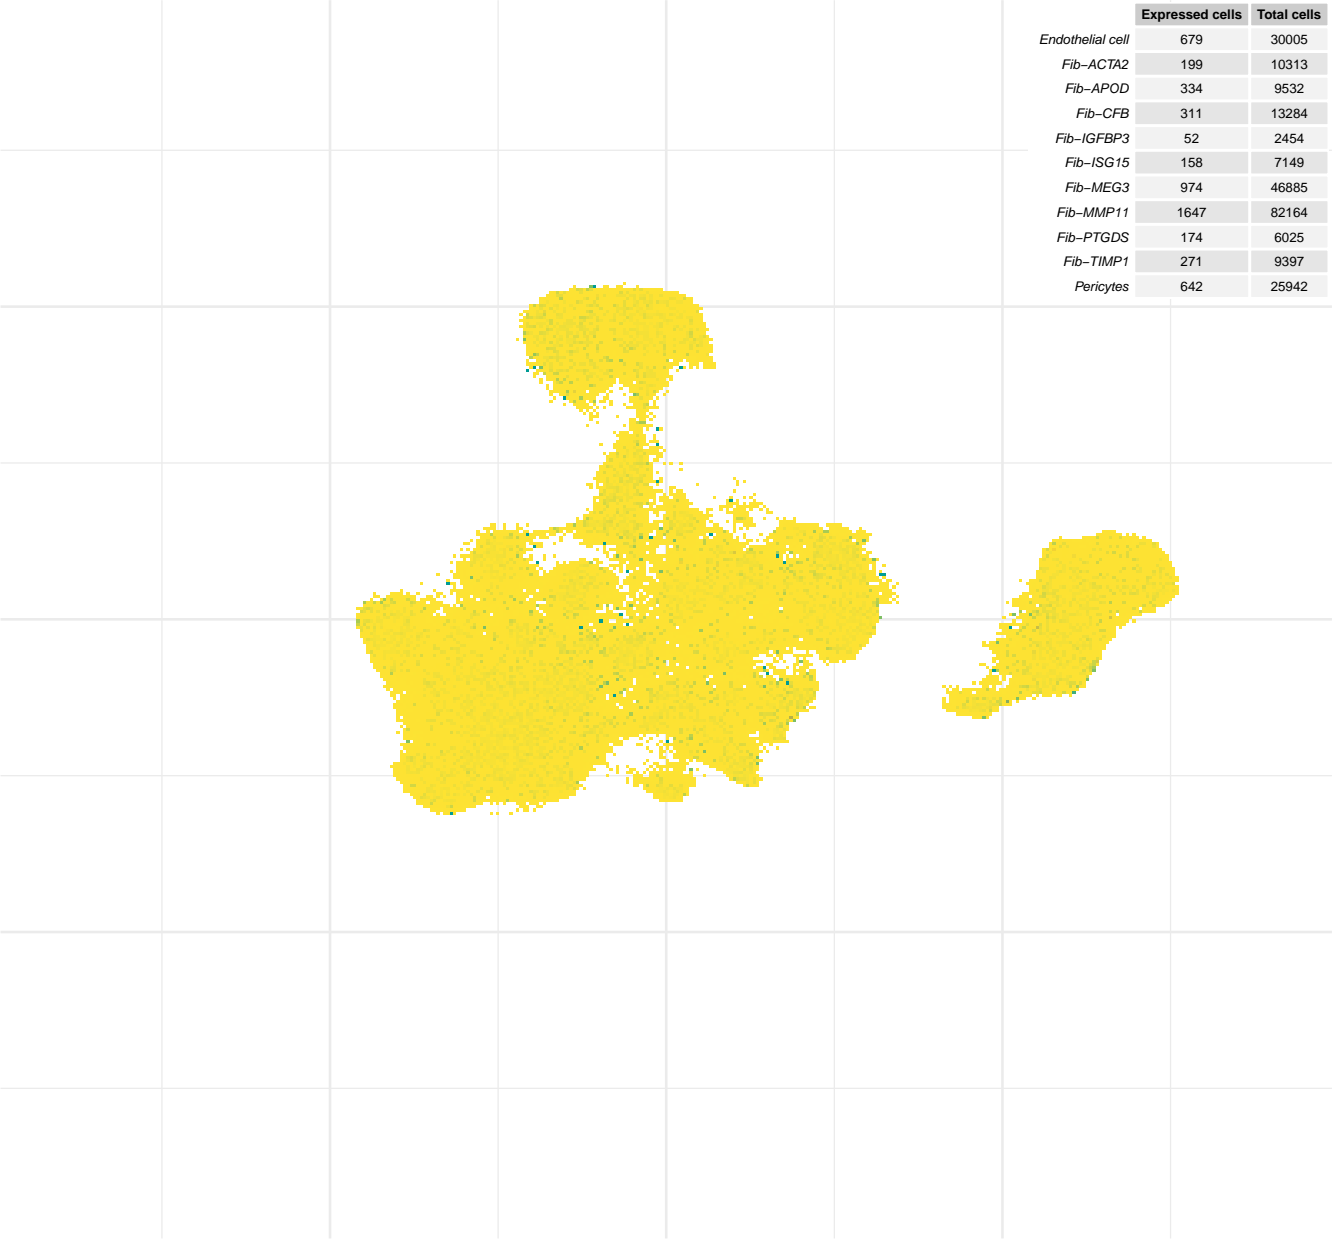 Expressed cells Total cells
Endothelial cell 679 30005
Fib−ACTA2 199 10313
Fib−APOD 334 9532
Fib−CFB 311 13284
Fib−IGFBP3 52 2454
Fib−ISG15 158 7149
Fib−MEG3 974 46885
Fib−MMP11 1647 82164
Fib−PTGDS 174 6025
Fib−TIMP1 271 9397
Pericytes 642 25942